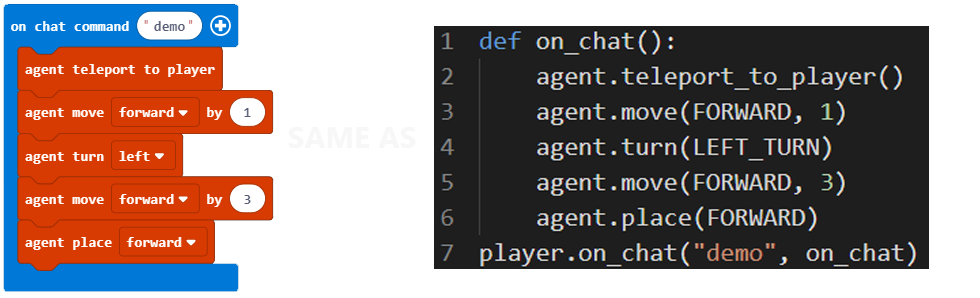 on chat command "demo"
agent teleport to player
agent move forward by 1
agent turn left
agent move forward by 3
agent place forward
SAME AS
1 def on_chat():
2     agent.teleport_to_player()
3     agent.move(FORWARD, 1)
4     agent.turn(LEFT_TURN)
5     agent.move(FORWARD, 3)
6     agent.place(FORWARD)
7 player.on_chat("demo", on_chat)